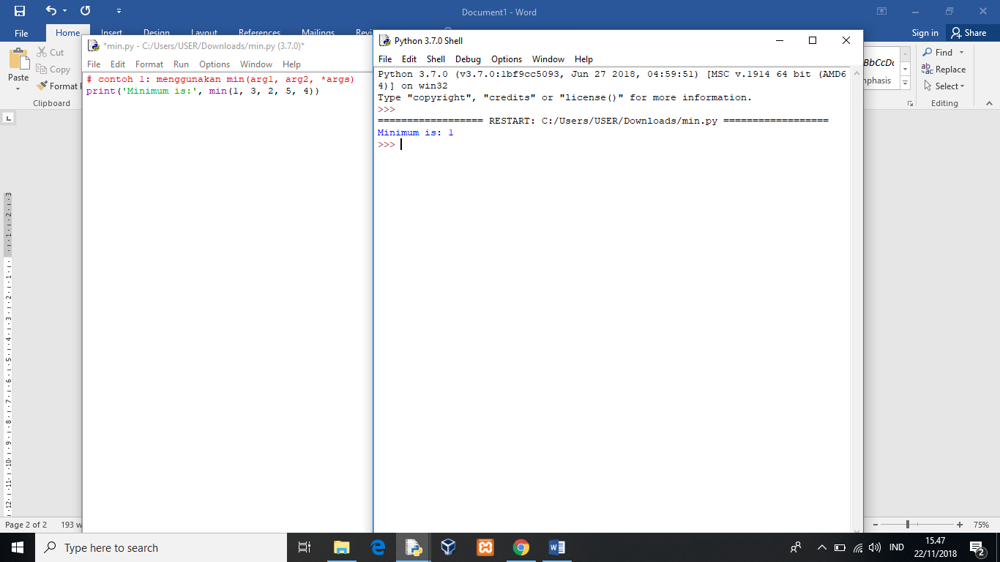 Document1 - Word
File Home Insert Design Layout References Mailings Sign in Share
Paste
Cut
Copy
Format
Clipboard
*min.py - C:/Users/USER/Downloads/min.py (3.7.0)*
File Edit Format Run Options Window Help
# contoh 1: menggunakan min(arg1, arg2, *args)
print('Minimum is:', min(1, 3, 2, 5, 4))
Python 3.7.0 Shell
File Edit Shell Debug Options Window Help
Python 3.7.0 (v3.7.0:1bf9cc5093, Jun 27 2018, 04:59:51) [MSC v.1914 64 bit (AMD6
4)] on win32
Type "copyright", "credits" or "license()" for more information.
>>>
================== RESTART: C:/Users/USER/Downloads/min.py ==================
Minimum is: 1
>>>
Find
Replace
Select
Editing
Page 2 of 2 193
75%
Type here to search
IND
15.47
22/11/2018
2